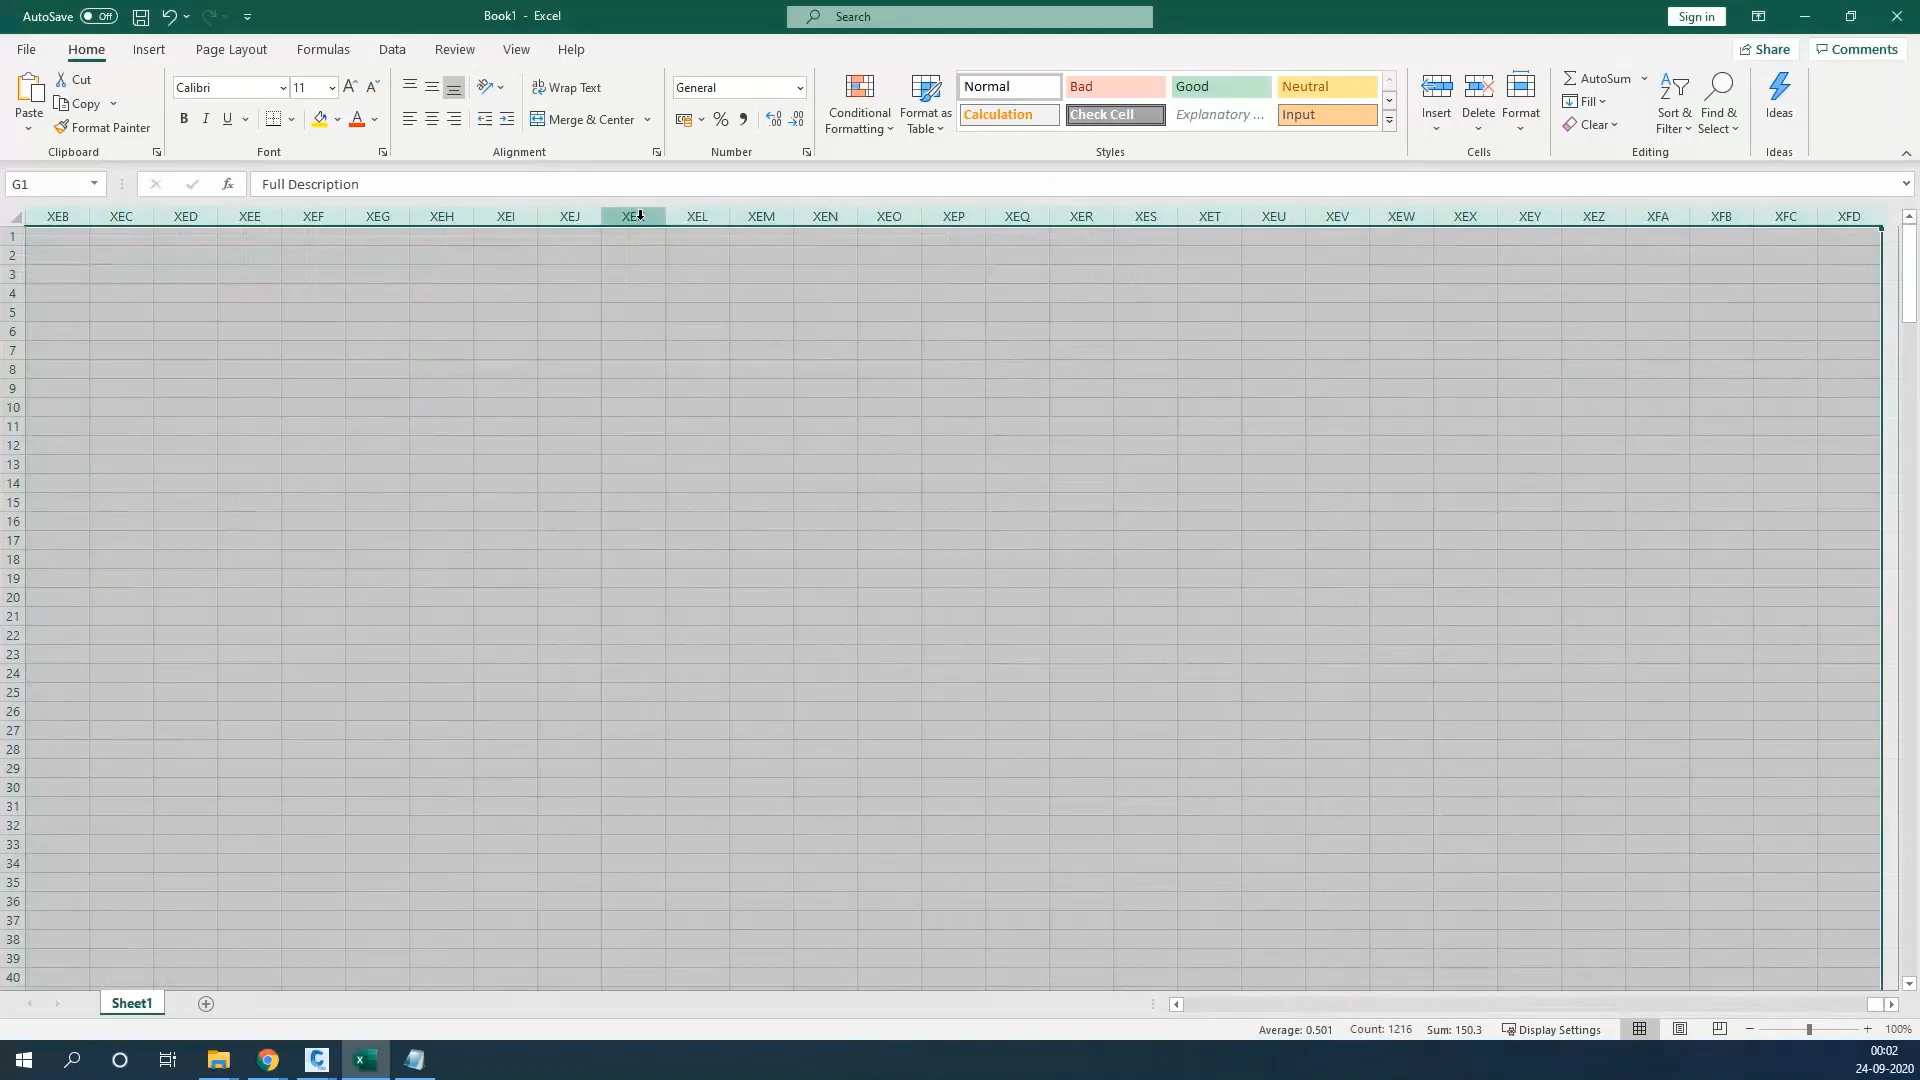 AutoSave Off
Book1 - Excel
Search
Sign in
File Home Insert Page Layout Formulas Data Review View Help
Share Comments
Paste
Cut
Copy
Format Painter
Clipboard
Calibri 11
B I U
Font
Wrap Text
Merge & Center
Alignment
General
Number
Conditional Formatting
Format as Table
Normal Bad Good Neutral
Calculation Check Cell Explanatory ... Input
Styles
Insert Delete Format
Cells
AutoSum
Fill
Clear
Sort & Filter
Find & Select
Editing
Ideas
Ideas
G1 fx Full Description
XEB XEC XED XEE XEF XEG XEH XEI XEJ XEL XEM XEN XEO XEP XEQ XER XES XET XEU XEV XEW XEX XEY XEZ XFA XFB XFC XFD
1
2
3
4
5
6
7
8
9
10
11
12
13
14
15
16
17
18
19
20
21
22
23
24
25
26
27
28
29
30
31
32
33
34
35
36
37
38
39
40
Sheet1
Average: 0.501 Count: 1216 Sum: 150.3 Display Settings 100%
00:02
24-09-2020